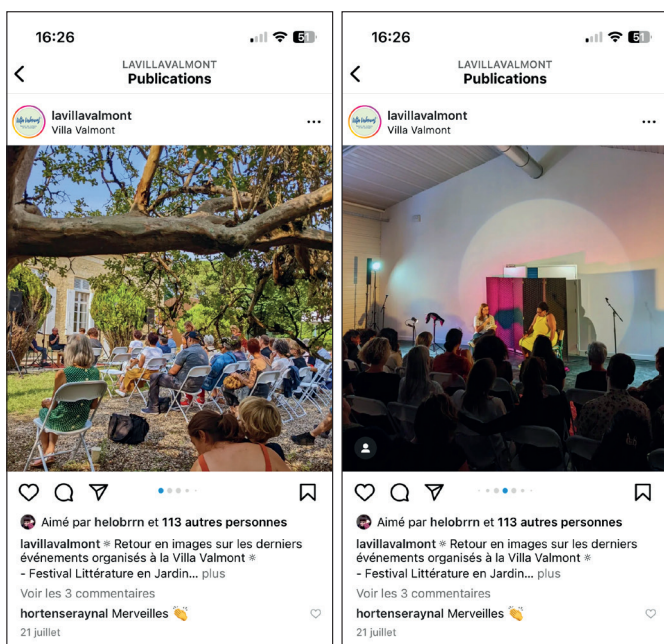 16:26
51
LAVILLAVALMONT
Publications
lavillavalmont
Villa Valmont
Aimé par helobrrn et 113 autres personnes
lavillavalmont ☼ Retour en images sur les derniers
événements organisés à la Villa Valmont ☼
- Festival Littérature en Jardin... plus
Voir les 3 commentaires
hortenseraynal Merveilles 👏
21 juillet
16:26
51
LAVILLAVALMONT
Publications
lavillavalmont
Villa Valmont
Aimé par helobrrn et 113 autres personnes
lavillavalmont ☼ Retour en images sur les derniers
événements organisés à la Villa Valmont ☼
- Festival Littérature en Jardin... plus
Voir les 3 commentaires
hortenseraynal Merveilles 👏
21 juillet